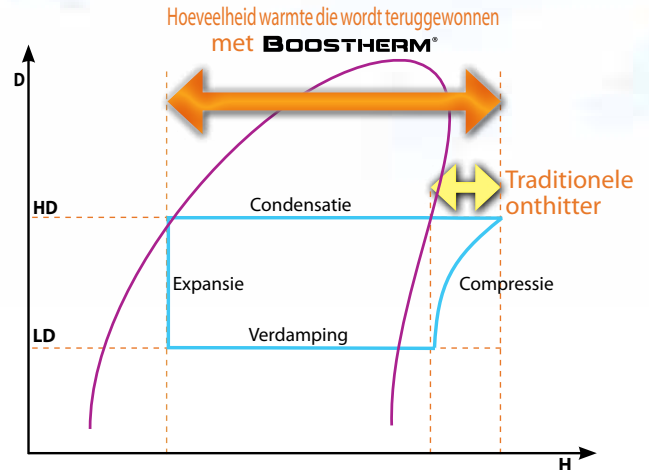 Hoeveelheid warmte die wordt teruggewonnen
met BOOSTHERM®
D
Traditionele
onthitter
HD
Condensatie
Expansie
Compressie
LD
Verdamping
H